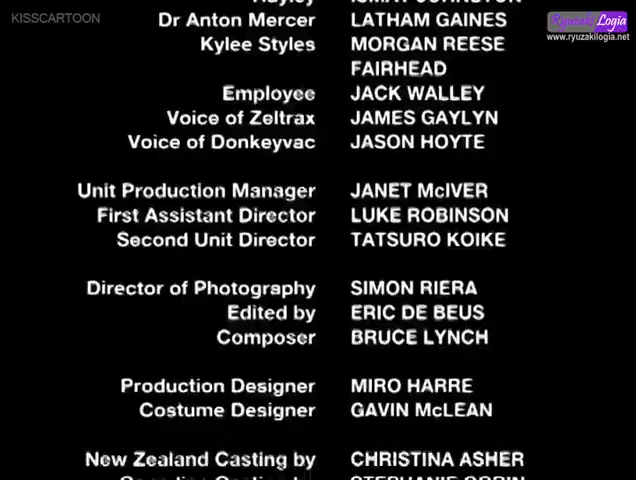 KISSCARTOON
Ryuzaki Logia
www.ryuzakilogia.net
Hayley ISMAY JOHNSTON
Dr Anton Mercer LATHAM GAINES
Kylee Styles MORGAN REESE
FAIRHEAD
Employee JACK WALLEY
Voice of Zeltrax JAMES GAYLYN
Voice of Donkeyvac JASON HOYTE
Unit Production Manager JANET McIVER
First Assistant Director LUKE ROBINSON
Second Unit Director TATSURO KOIKE
Director of Photography SIMON RIERA
Edited by ERIC DE BEUS
Composer BRUCE LYNCH
Production Designer MIRO HARRE
Costume Designer GAVIN McLEAN
New Zealand Casting by CHRISTINA ASHER